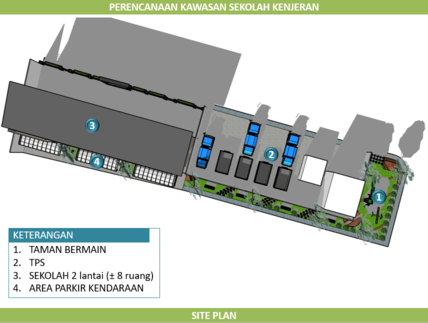 PERENCANAAN KAWASAN SEKOLAH KENJERAN
3
4
2
1
KETERANGAN
1. TAMAN BERMAIN
2. TPS
3. SEKOLAH 2 lantai (± 8 ruang)
4. AREA PARKIR KENDARAAN
SITE PLAN